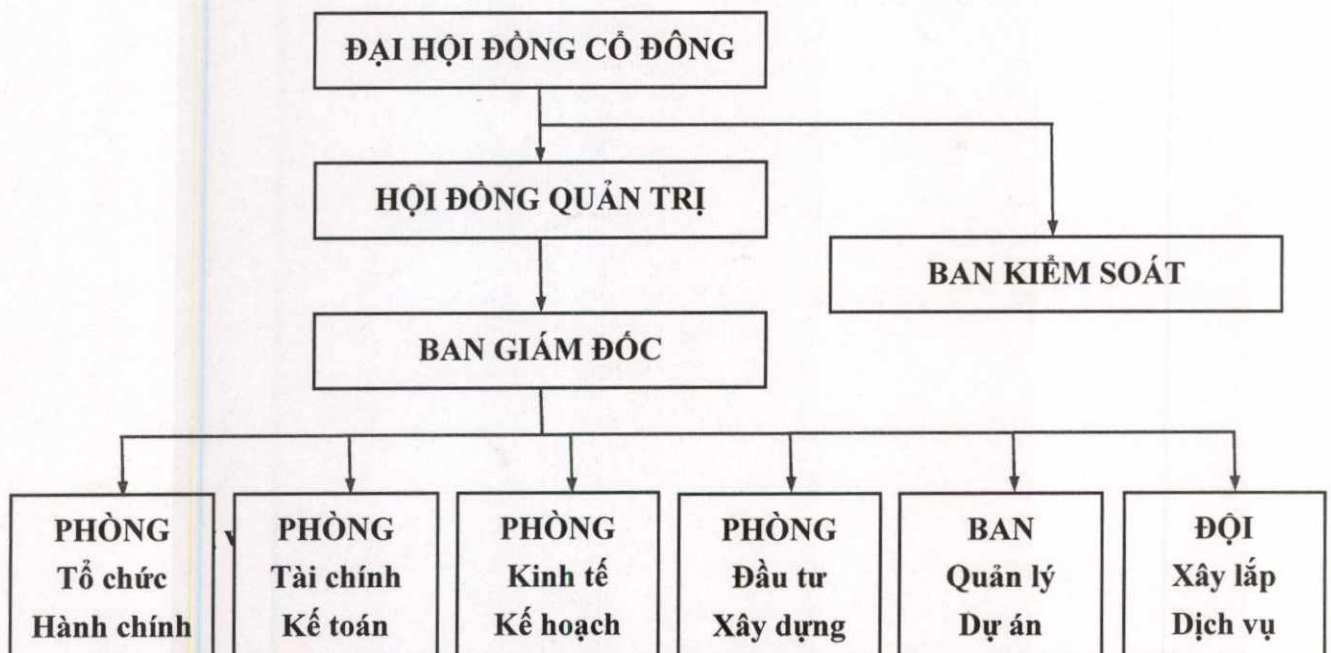 ĐẠI HỘI ĐỒNG CỔ ĐÔNG
HỘI ĐỒNG QUẢN TRỊ
BAN KIỂM SOÁT
BAN GIÁM ĐỐC
PHÒNG
Tổ chức
Hành chính
PHÒNG
Tài chính
Kế toán
PHÒNG
Kinh tế
Kế hoạch
PHÒNG
Đầu tư
Xây dựng
BAN
Quản lý
Dự án
ĐỘI
Xây lắp
Dịch vụ